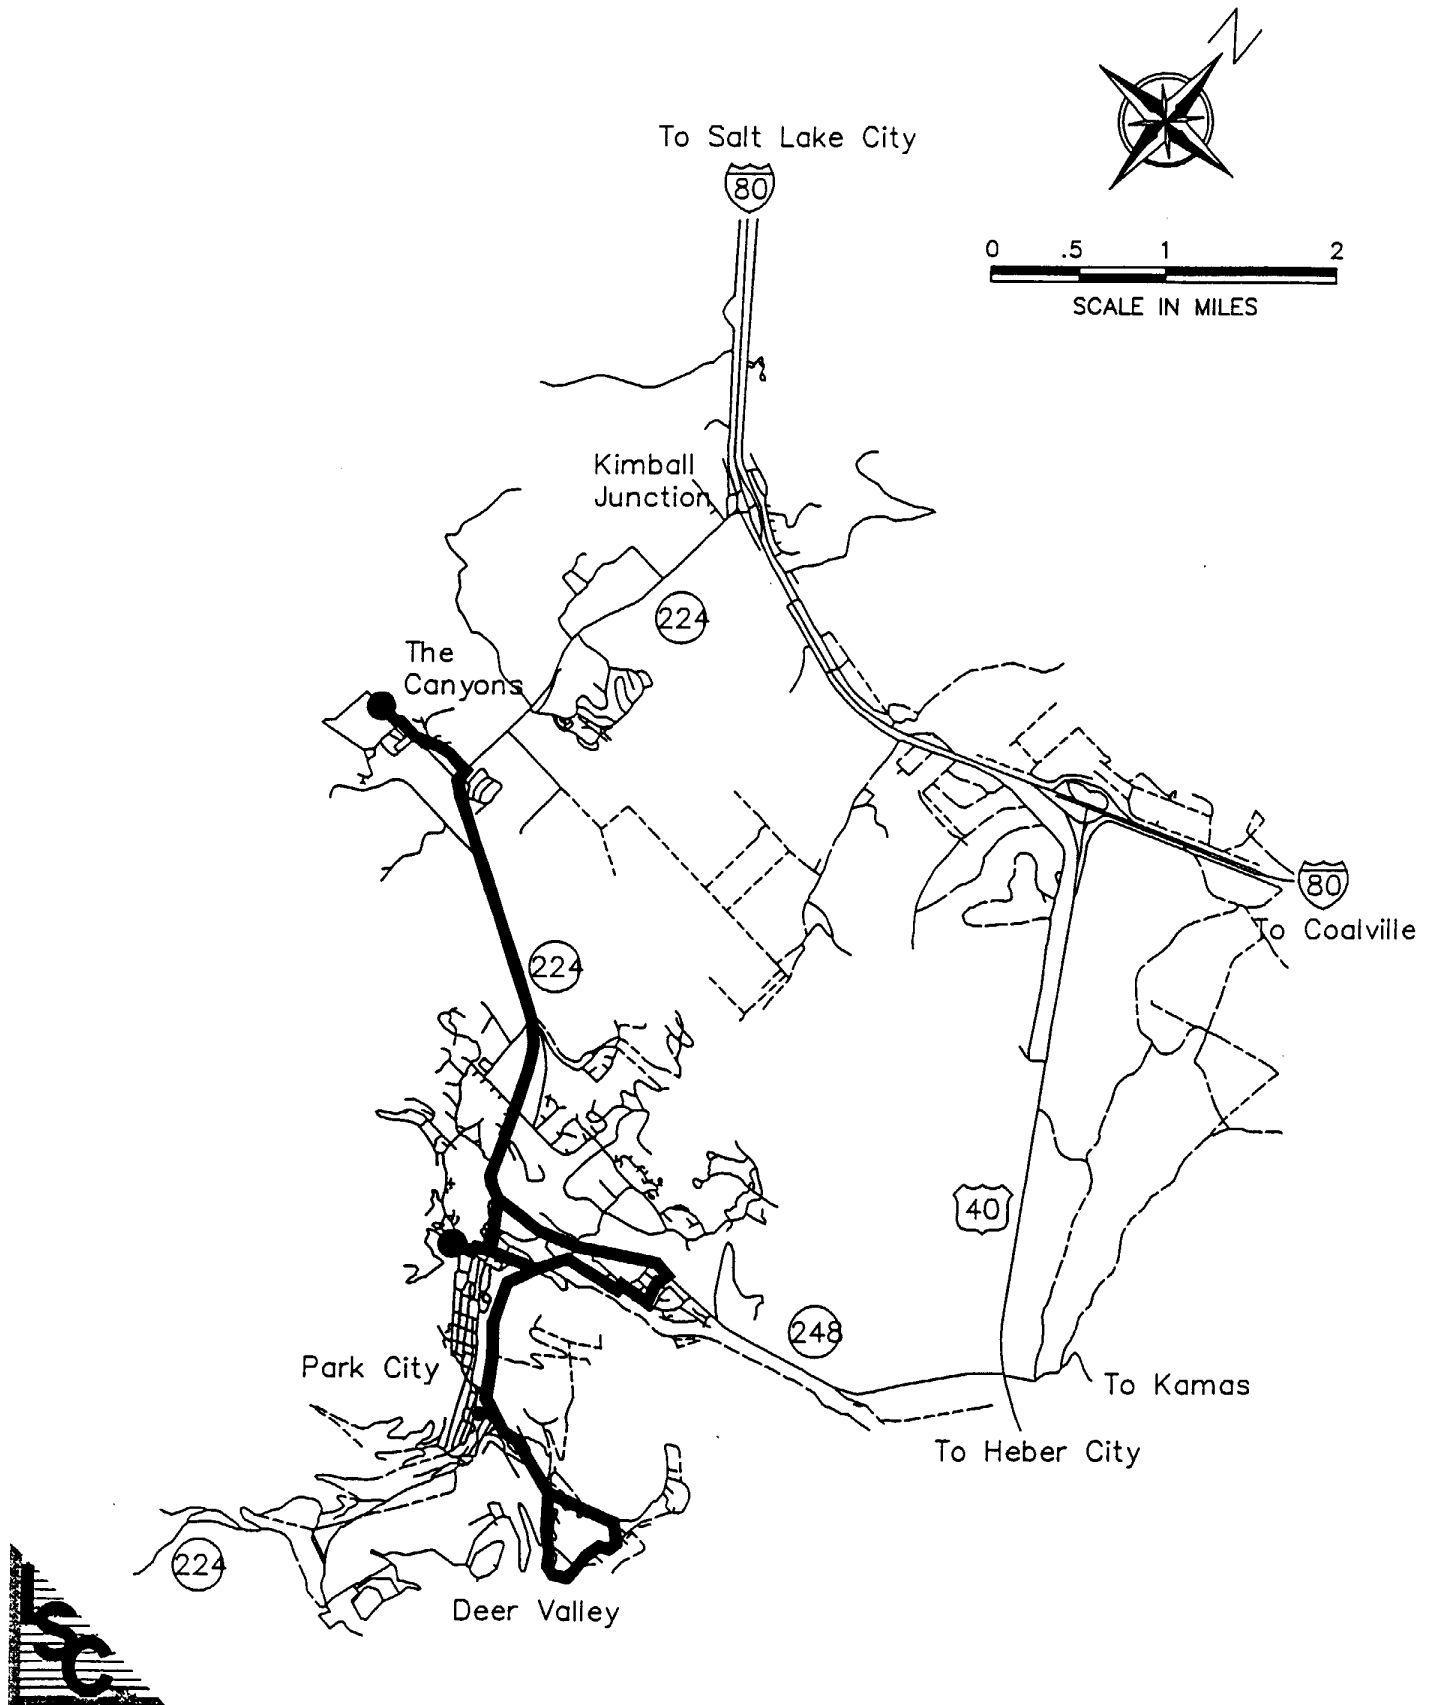 N
To Salt Lake City
80
0 .5 1 2
SCALE IN MILES
Kimball
Junction
224
The
Canyons
80
To Coalville
224
40
248
Park City
To Kamas
To Heber City
224
Deer Valley
LSC